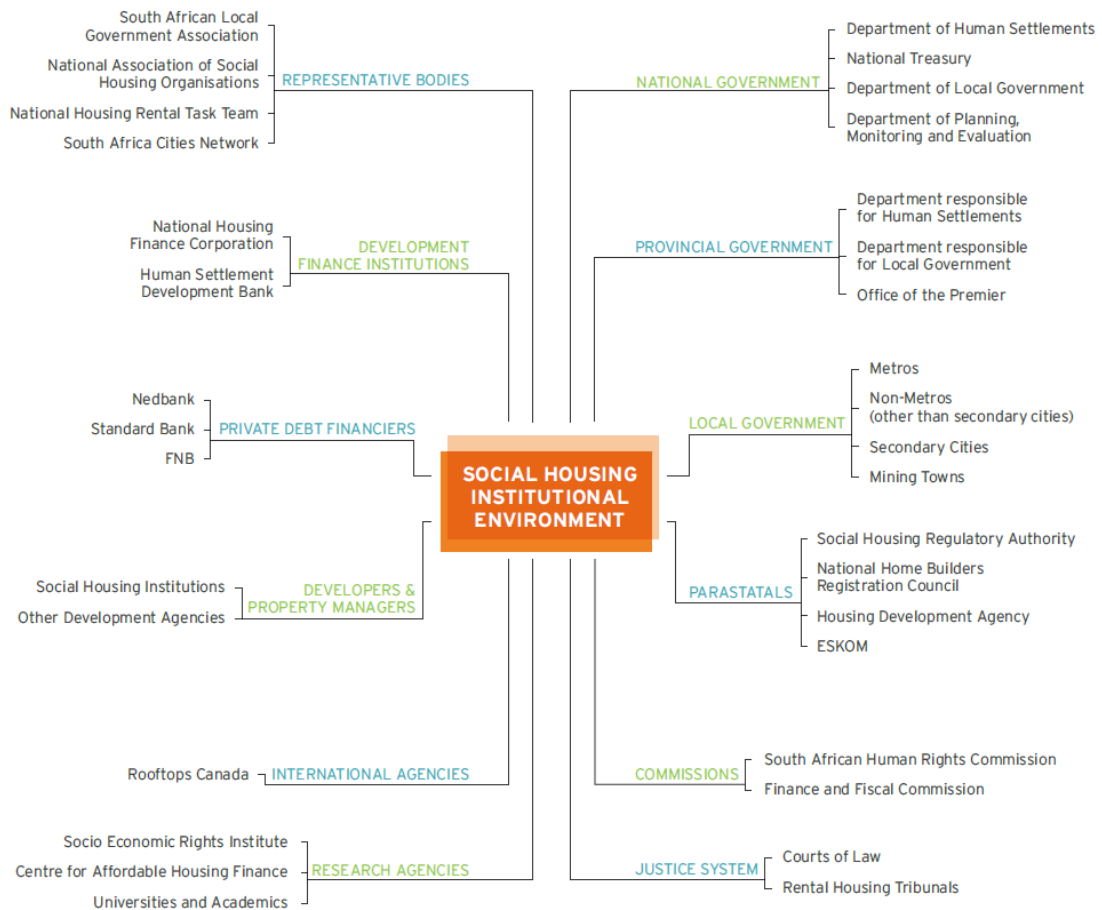 South African Local
Government Association
National Association of Social
Housing Organisations
National Housing Rental Task Team
South Africa Cities Network
REPRESENTATIVE BODIES
National Housing
Finance Corporation
Human Settlement
Development Bank
DEVELOPMENT
FINANCE INSTITUTIONS
Nedbank
Standard Bank
FNB
PRIVATE DEBT FINANCIERS
Social Housing Institutions
Other Development Agencies
DEVELOPERS &
PROPERTY MANAGERS
Rooftops Canada
INTERNATIONAL AGENCIES
Socio Economic Rights Institute
Centre for Affordable Housing Finance
Universities and Academics
RESEARCH AGENCIES
SOCIAL HOUSING
INSTITUTIONAL
ENVIRONMENT
NATIONAL GOVERNMENT
Department of Human Settlements
National Treasury
Department of Local Government
Department of Planning,
Monitoring and Evaluation
PROVINCIAL GOVERNMENT
Department responsible
for Human Settlements
Department responsible
for Local Government
Office of the Premier
LOCAL GOVERNMENT
Metros
Non-Metros
(other than secondary cities)
Secondary Cities
Mining Towns
PARASTATALS
Social Housing Regulatory Authority
National Home Builders
Registration Council
Housing Development Agency
ESKOM
COMMISSIONS
South African Human Rights Commission
Finance and Fiscal Commission
JUSTICE SYSTEM
Courts of Law
Rental Housing Tribunals